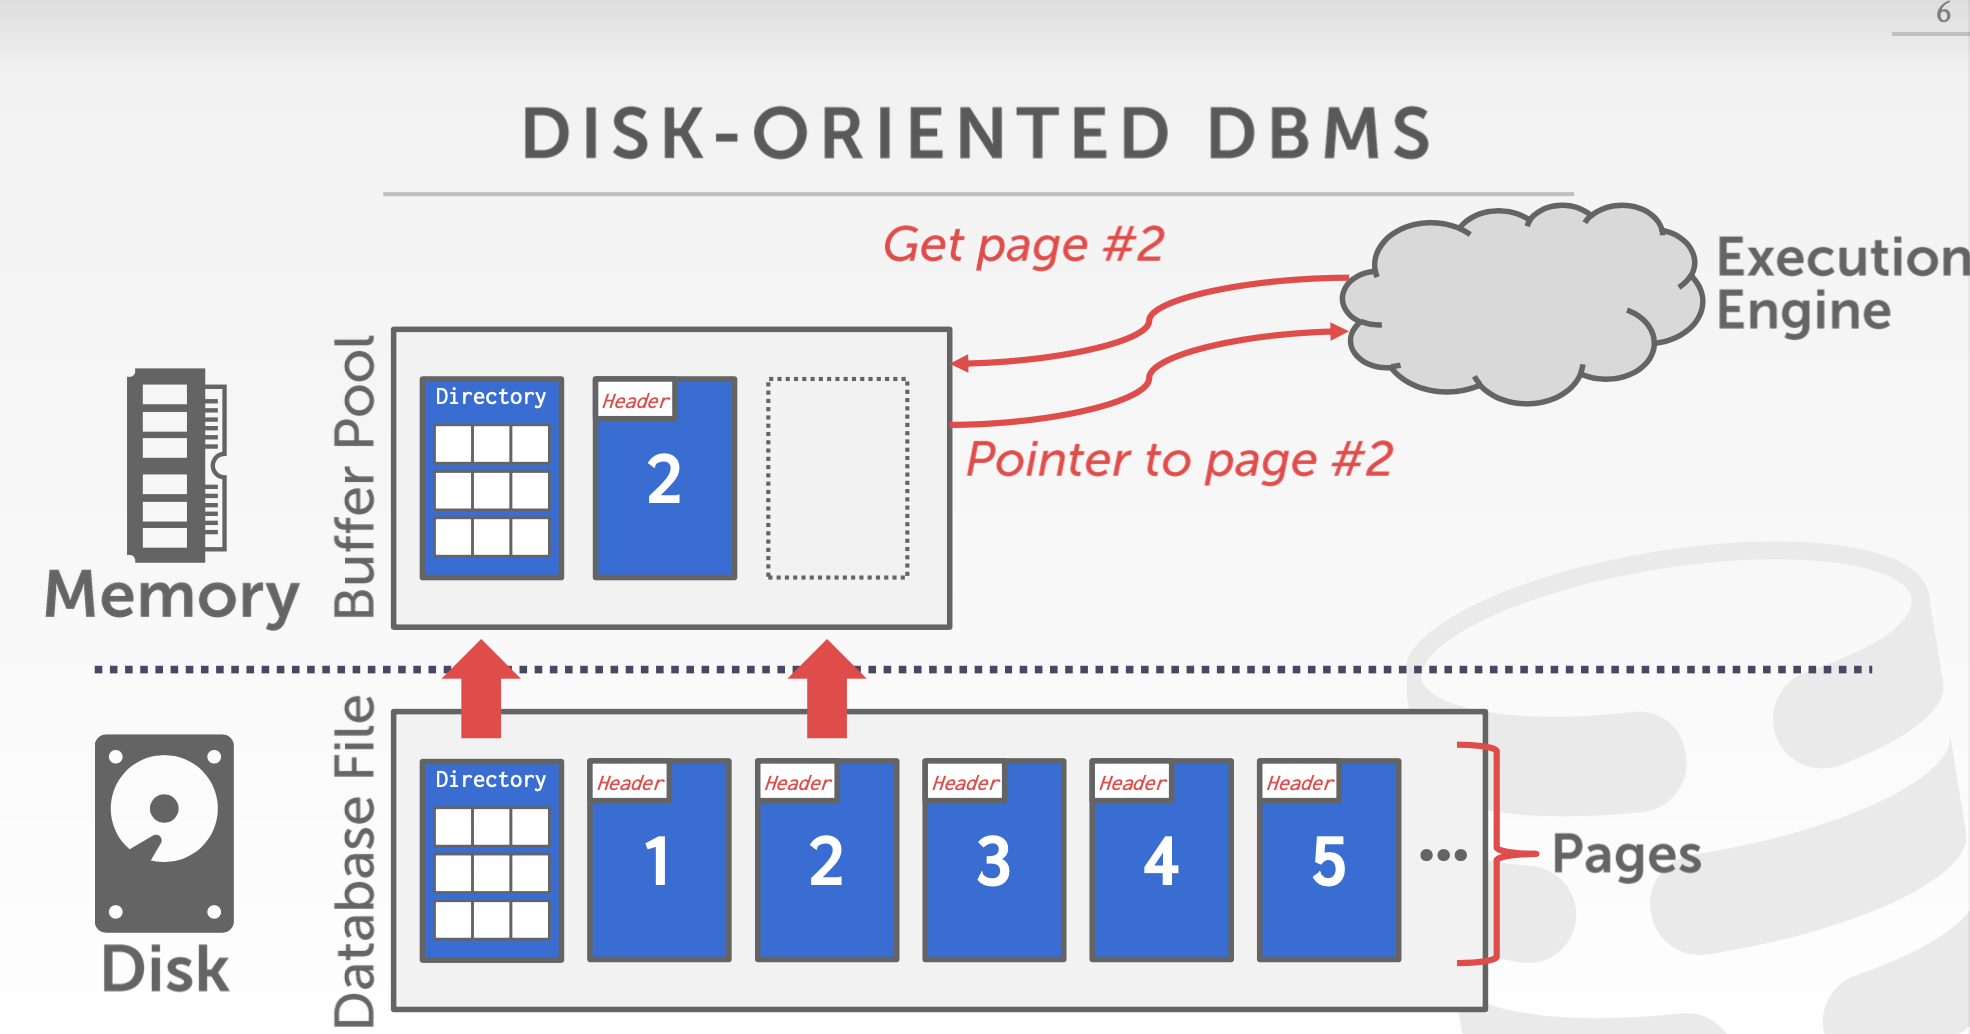 6
DISK-ORIENTED DBMS
Get page #2
Execution
Engine
Buffer Pool
Directory
Header
2
Pointer to page #2
Memory
Database File
Directory
Header
1
Header
2
Header
3
Header
4
Header
5
•••
Pages
Disk